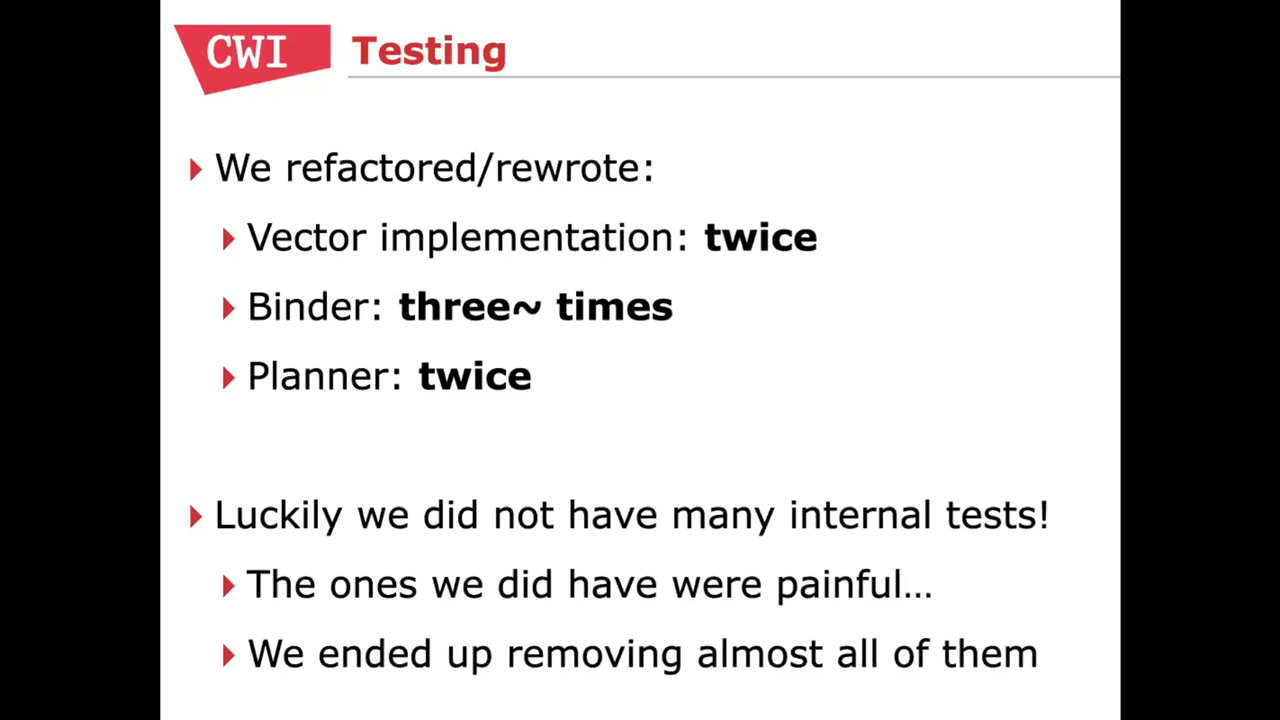 CWI
Testing
We refactored/rewrote:
Vector implementation: twice
Binder: three~ times
Planner: twice
Luckily we did not have many internal tests!
The ones we did have were painful…
We ended up removing almost all of them